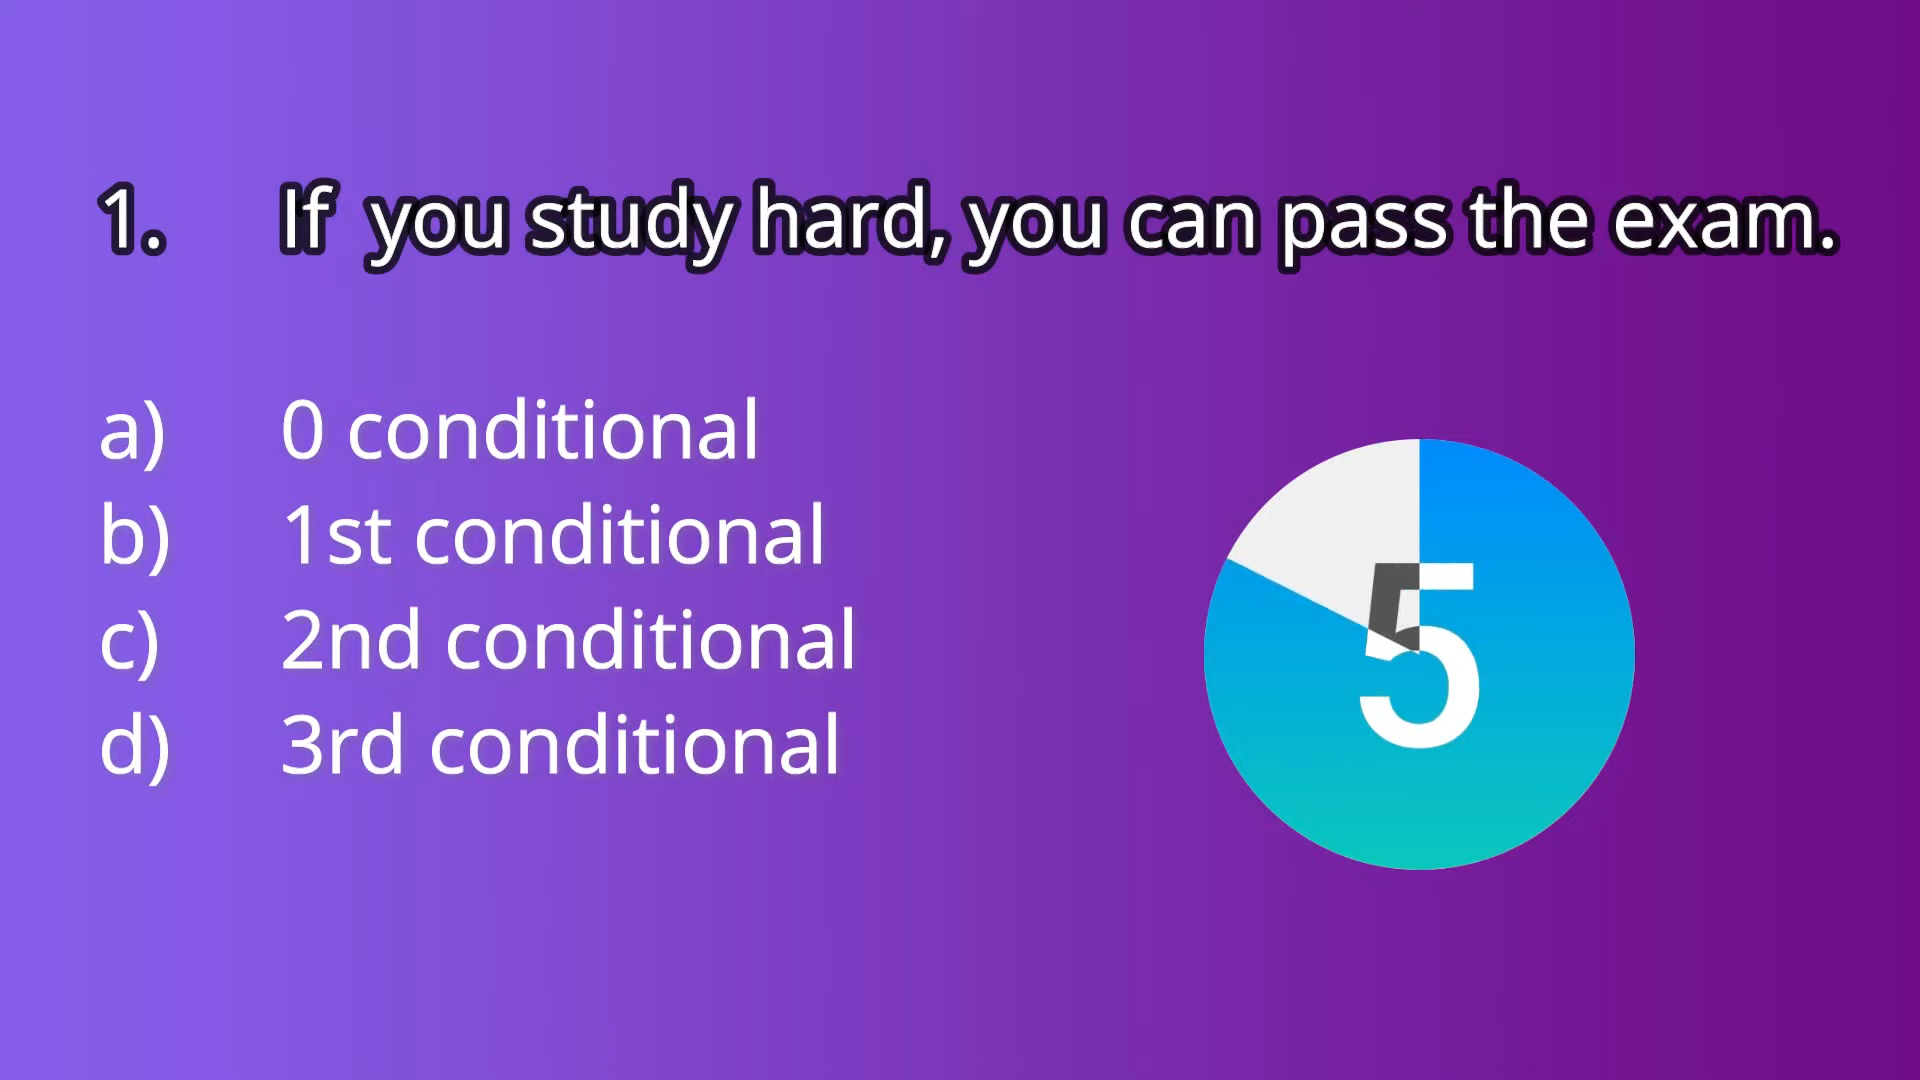 1. If you study hard, you can pass the exam.
a) 0 conditional
b) 1st conditional
c) 2nd conditional
d) 3rd conditional
5